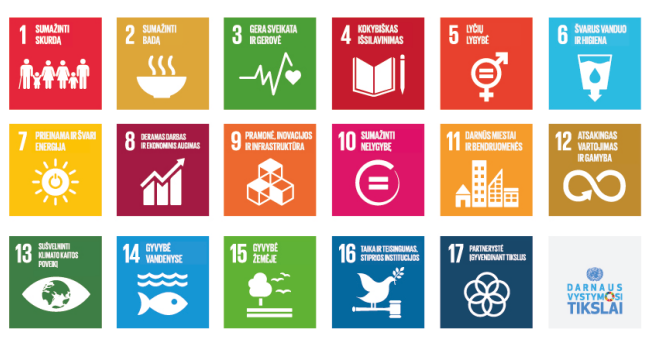 1 SUMAŽINTI
SKURDĄ
2 SUMAŽINTI
BADĄ
3 GERA SVEIKATA
IR GEROVĖ
4 KOKYBIŠKAS
IŠSILAVINIMAS
5 LYČIŲ
LYGYBĖ
6 ŠVARUS VANDUO
IR HIGIENA
7 PRIEINAMA IR ŠVARI
ENERGIJA
8 DERAMAS DARBAS
IR EKONOMINIS AUGIMAS
9 PRAMONĖ, INOVACIJOS
IR INFRASTRUKTŪRA
10 SUMAŽINTI
NELYGYBĘ
11 DARNŪS MIESTAI
IR BENDRUOMENĖS
12 ATSAKINGAS
VARTOJIMAS
IR GAMYBA
13 SUŠVELNINTI
KLIMATO KAITOS
POVEIKĮ
14 GYVYBĖ
VANDENYSE
15 GYVYBĖ
ŽEMĖJE
16 TAIKA IR TEISINGUMAS,
STIPRIOS INSTITUCIJOS
17 PARTNERYSTĖ
ĮGYVENDINANT TIKSLUS
DARNAUS
VYSTYMOSI
TIKSLAI